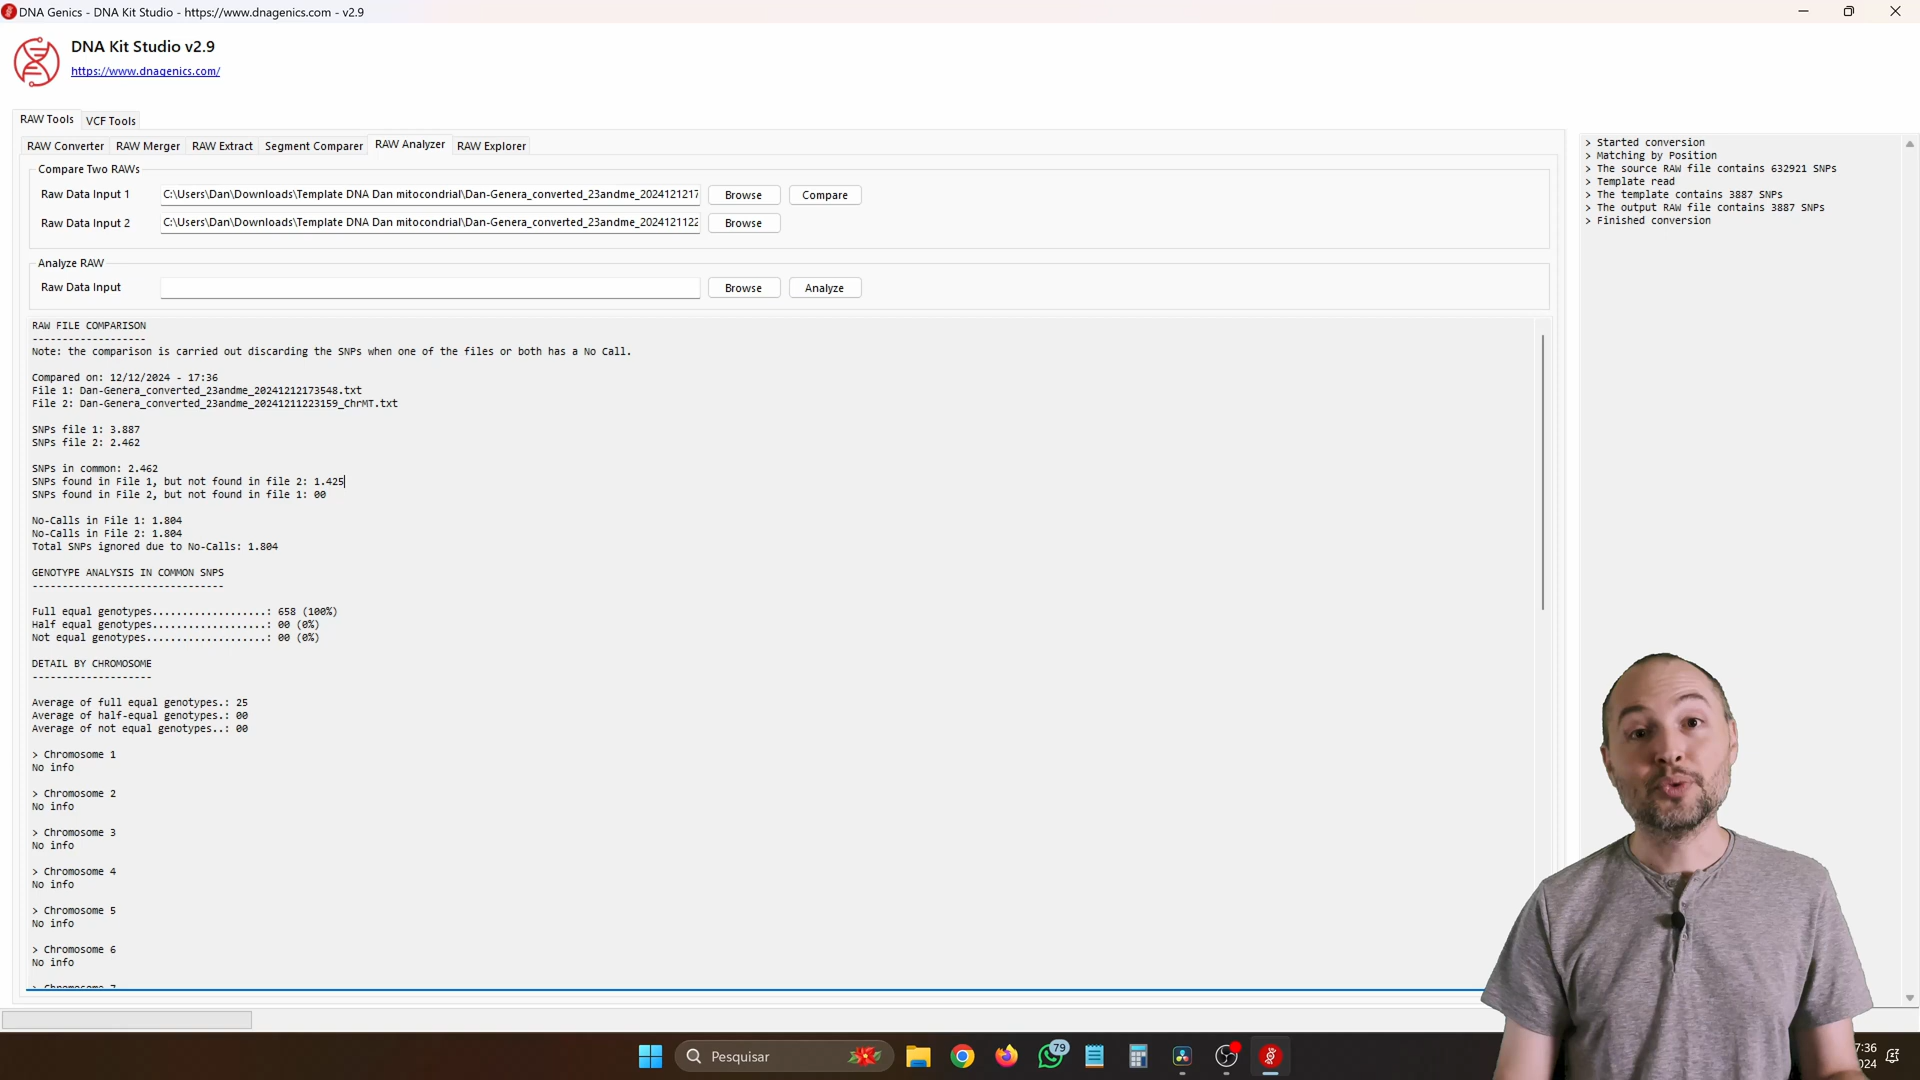 DNA Genics - DNA Kit Studio - https://www.dnagenics.com - v2.9
DNA Kit Studio v2.9
https://www.dnagenics.com/
RAW Tools
VCF Tools
RAW Converter
RAW Merger
RAW Extract
Segment Comparer
RAW Analyzer
RAW Explorer
Compare Two RAWs
Raw Data Input 1
C:\Users\Dan\Downloads\Template DNA Dan mitocondrial\Dan-Genera_converted_23andme_2024121217
Browse
Compare
Raw Data Input 2
C:\Users\Dan\Downloads\Template DNA Dan mitocondrial\Dan-Genera_converted_23andme_2024121122
Browse
Analyze RAW
Raw Data Input
Browse
Analyze
RAW FILE COMPARISON
-------------------
Note: the comparison is carried out discarding the SNPs when one of the files or both has a No Call.
Compared on: 12/12/2024 - 17:36
File 1: Dan-Genera_converted_23andme_20241212173548.txt
File 2: Dan-Genera_converted_23andme_20241211223159_ChrMT.txt
SNPs file 1: 3.887
SNPs file 2: 2.462
SNPs in common: 2.462
SNPs found in File 1, but not found in file 2: 1.425
SNPs found in File 2, but not found in file 1: 00
No-Calls in File 1: 1.804
No-Calls in File 2: 1.804
Total SNPs ignored due to No-Calls: 1.804
GENOTYPE ANALYSIS IN COMMON SNPS
--------------------------------
Full equal genotypes...................: 658 (100%)
Half equal genotypes...................: 00 (0%)
Not equal genotypes....................: 00 (0%)
DETAIL BY CHROMOSOME
--------------------
Average of full equal genotypes.: 25
Average of half-equal genotypes.: 00
Average of not equal genotypes..: 00
> Chromosome 1
No info
> Chromosome 2
No info
> Chromosome 3
No info
> Chromosome 4
No info
> Chromosome 5
No info
> Chromosome 6
No info
> Chromosome 7
> Started conversion
> Matching by Position
> The source RAW file contains 632921 SNPs
> Template read
> The template contains 3887 SNPs
> The output RAW file contains 3887 SNPs
> Finished conversion
Pesquisar
79
7:36
024